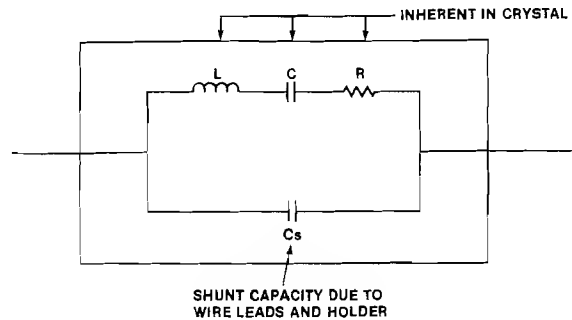 INHERENT IN CRYSTAL
L C R
Cs
SHUNT CAPACITY DUE TO
WIRE LEADS AND HOLDER